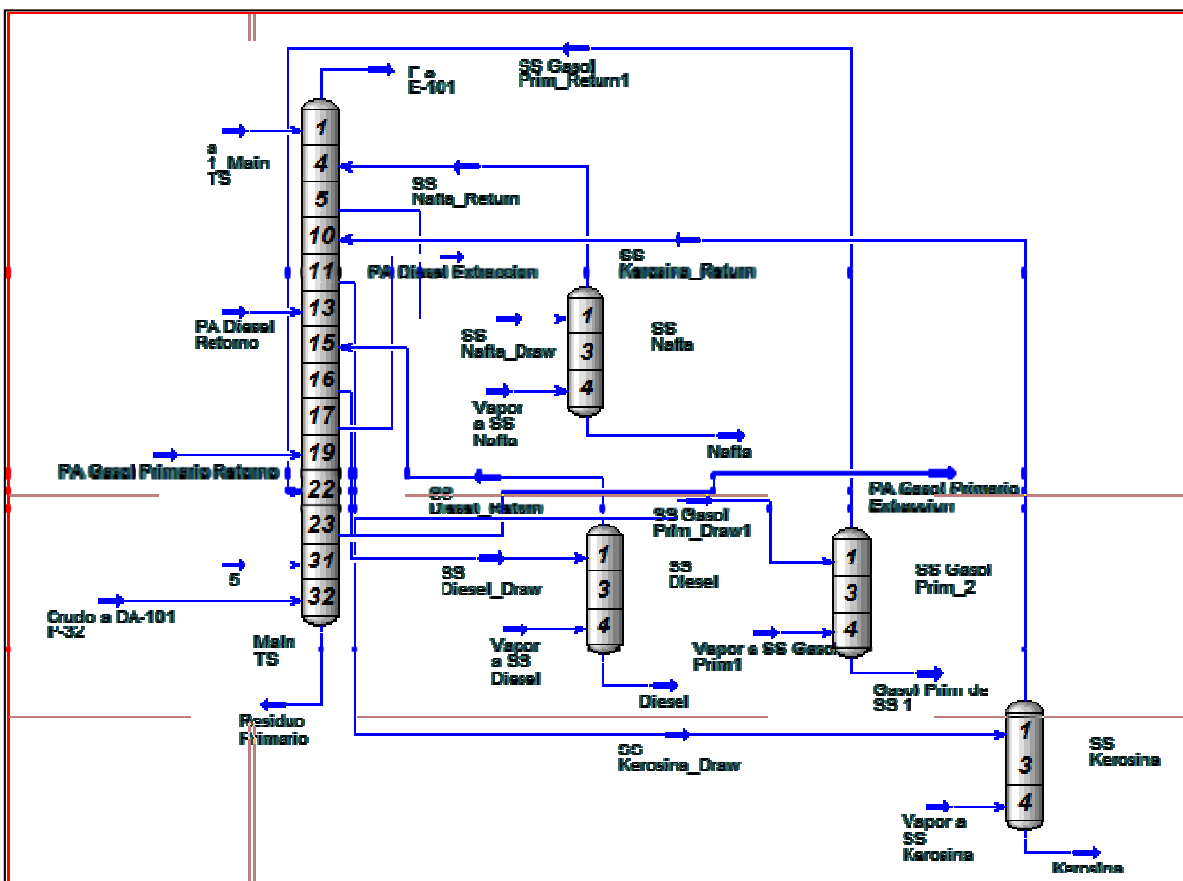 SS Gasol
Prim_Return1
E-101
a
1_Main
TS
1
4
5
10
11
13
15
16
17
19
22
23
31
32
SS
Nafta_Return
SS
Kerosina_Return
PA Diesel Extraccion
PA Diesel
Retorno
SS
Nafta_Draw
1
3
4
SS
Nafta
Vapor
a SS
Nafta
Nafta
PA Gasol Primario Retorno
PA Gasol Primario
Extraccion
SS
Diesel_Return
SS Gasol
Prim_Draw1
S
SS
Diesel_Draw
1
3
4
SS
Diesel
1
3
4
SS Gasol
Prim_2
Crudo a DA-101
P-32
Main
TS
Vapor
a SS
Diesel
Diesel
Vapor a SS Gasol
Prim1
Gasol Prim de
SS 1
Residuo
Primario
SS
Kerosina_Draw
1
3
4
SS
Kerosina
Vapor a
SS
Kerosina
Kerosina